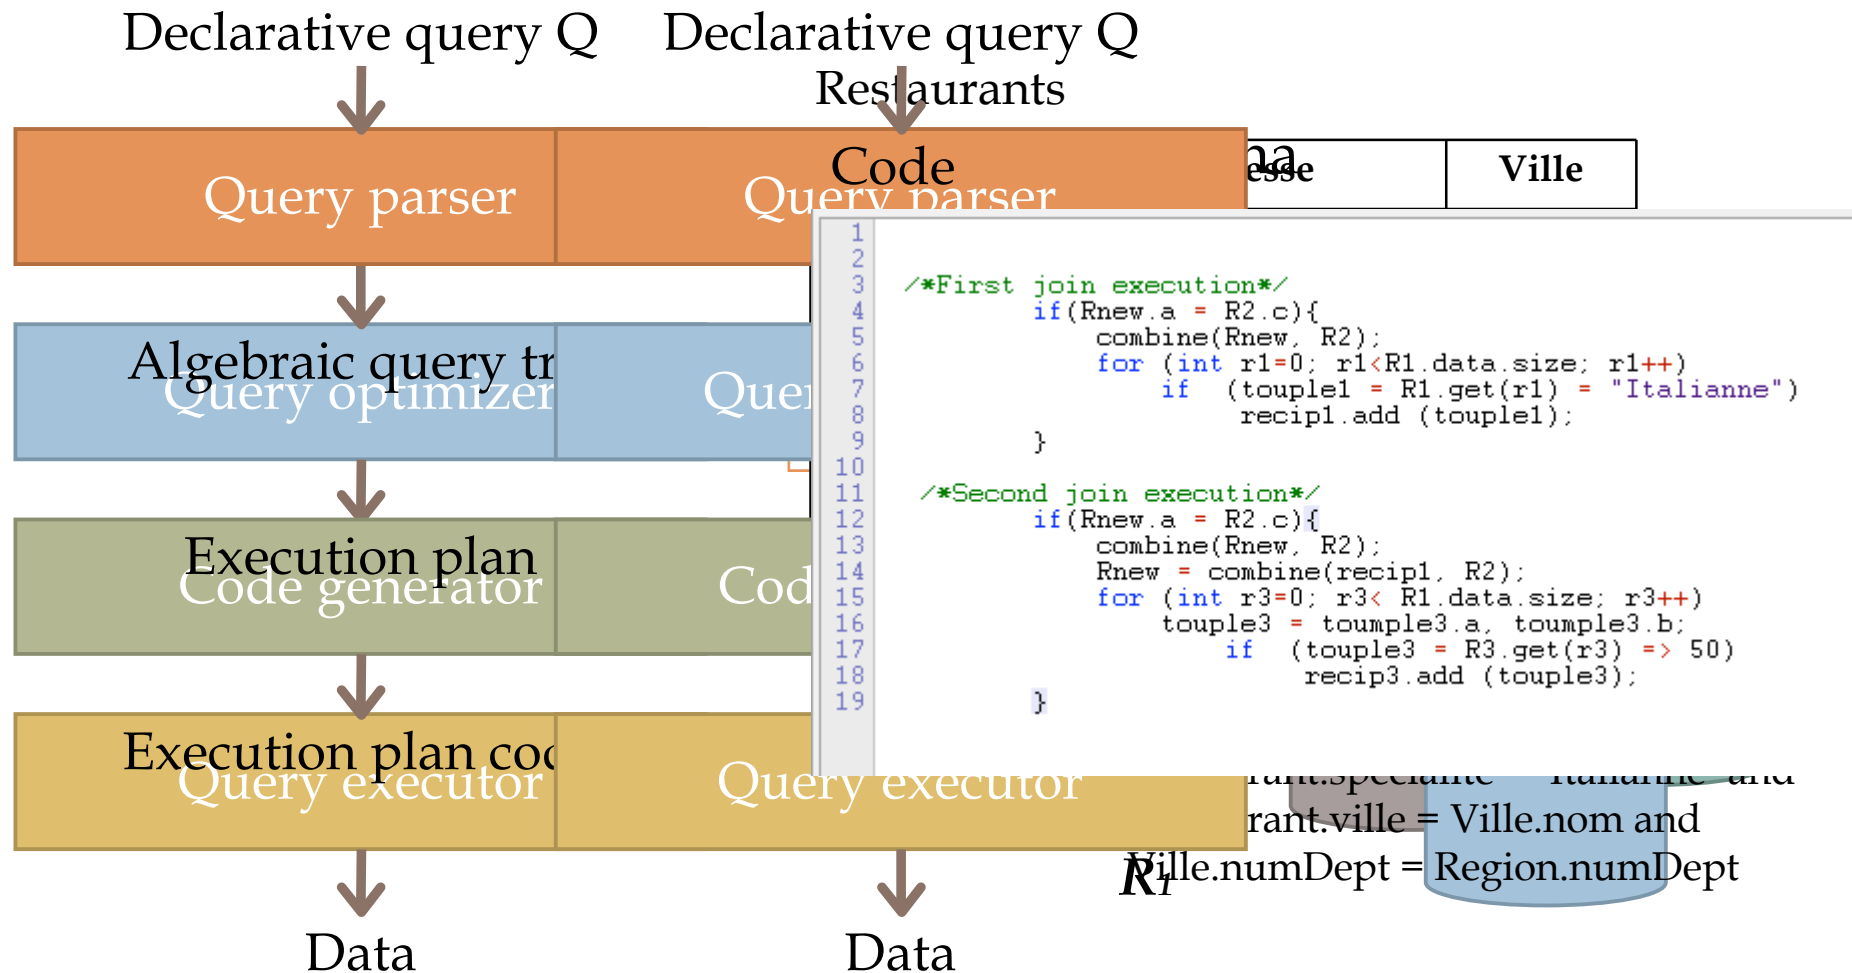 Declarative query Q
Declarative query Q
Restaurants
Code
Query parser
Query parser
Ville
Algebraic query
Query optimizer
Execution plan
Code generator
Execution plan
Query executor
Query executor
1
2
3 /*First join execution*/
4 if(Rnew.a = R2.c){
5 combine(Rnew, R2);
6 for (int r1=0; r1<R1.data.size; r1++)
7 if (touple1 = R1.get(r1) = "Italianne")
8 recip1.add (touple1);
9 }
10
11 /*Second join execution*/
12 if(Rnew.a = R2.c){
13 combine(Rnew, R2);
14 Rnew = combine(recip1, R2);
15 for (int r3=0; r3< R1.data.size; r3++)
16 touple3 = toumple3.a, toumple3.b;
17 if (touple3 = R3.get(r3) => 50)
18 recip3.add (touple3);
19 }
and
rant.ville = Ville.nom and
Ville.numDept = Region.numDept
R1
Data
Data